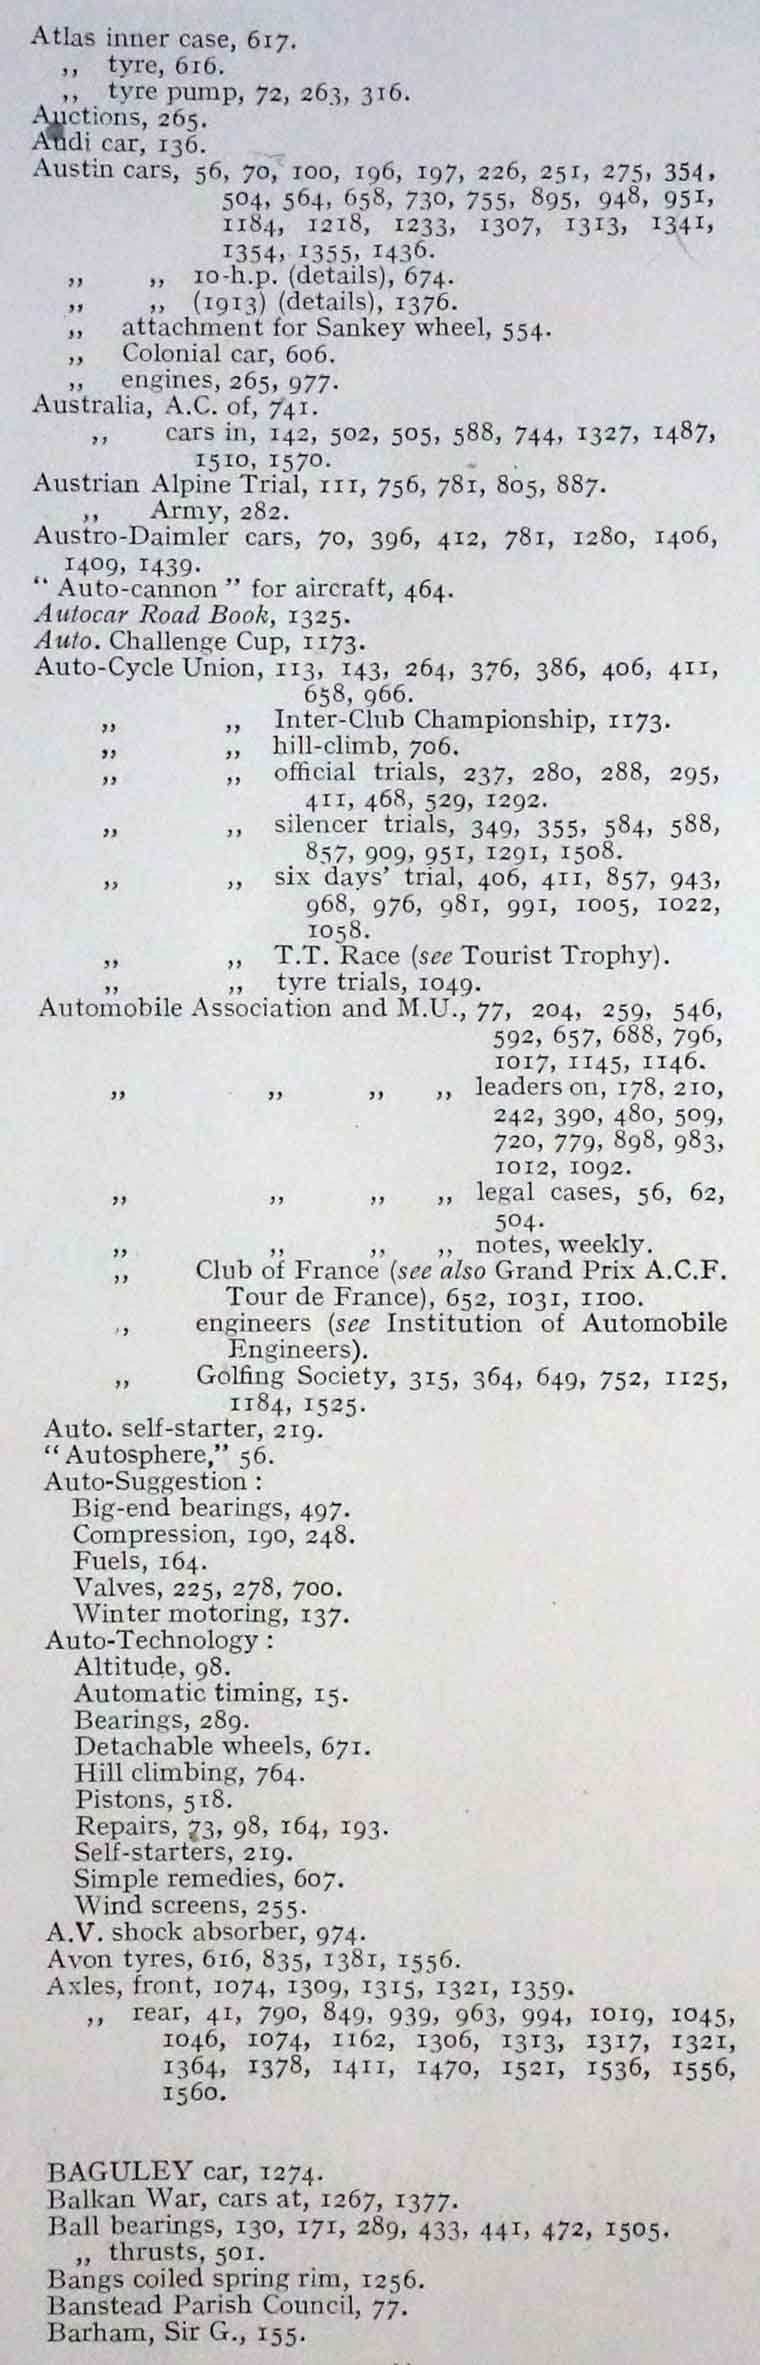 Atlas inner case, 617.
,, tyre, 616.
,, tyre pump, 72, 263, 316.
Auctions, 265.
Audi car, 136.
Austin cars, 56, 70, 100, 196, 197, 226, 251, 275, 354,
504, 564, 658, 730, 755, 895, 948, 951,
1184, 1218, 1233, 1307, 1313, 1341,
1354, 1355, 1436.
,, ,, 10-h.p. (details), 674.
,, ,, (1913) (details), 1376.
,, attachment for Sankey wheel, 554.
,, Colonial car, 606.
,, engines, 265, 977.
Australia, A.C. of, 741.
,, cars in, 142, 502, 505, 588, 744, 1327, 1487,
1510, 1570.
Austrian Alpine Trial, 111, 756, 781, 805, 887.
,, Army, 282.
Austro-Daimler cars, 70, 396, 412, 781, 1280, 1406,
1409, 1439.
“ Auto-cannon ” for aircraft, 464.
Autocar Road Book, 1325.
Auto. Challenge Cup, 1173.
Auto-Cycle Union, 113, 143, 264, 376, 386, 406, 411,
658, 966.
,, ,, Inter-Club Championship, 1173.
,, ,, hill-climb, 706.
,, ,, official trials, 237, 280, 288, 295,
411, 468, 529, 1292.
,, ,, silencer trials, 349, 355, 584, 588,
857, 909, 951, 1291, 1508.
,, ,, six days’ trial, 406, 411, 857, 943,
968, 976, 981, 991, 1005, 1022,
1058.
,, ,, T.T. Race (see Tourist Trophy).
,, ,, tyre trials, 1049.
Automobile Association and M.U., 77, 204, 259, 546,
592, 657, 688, 796,
1017, 1145, 1146.
,, ,, ,, ,, leaders on, 178, 210,
242, 390, 480, 509,
720, 779, 898, 983,
1012, 1092.
,, ,, ,, ,, legal cases, 56, 62,
504.
,, ,, ,, ,, notes, weekly.
,, Club of France (see also Grand Prix A.C.F.
Tour de France), 652, 1031, 1100.
,, engineers (see Institution of Automobile
Engineers).
,, Golfing Society, 315, 364, 649, 752, 1125,
1184, 1525.
Auto. self-starter, 219.
“ Autosphere,” 56.
Auto-Suggestion :
Big-end bearings, 497.
Compression, 190, 248.
Fuels, 164.
Valves, 225, 278, 700.
Winter motoring, 137.
Auto-Technology :
Altitude, 98.
Automatic timing, 15.
Bearings, 289.
Detachable wheels, 671.
Hill climbing, 764.
Pistons, 518.
Repairs, 73, 98, 164, 193.
Self-starters, 219.
Simple remedies, 607.
Wind screens, 255.
A.V. shock absorber, 974.
Avon tyres, 616, 835, 1381, 1556.
Axles, front, 1074, 1309, 1315, 1321, 1359.
,, rear, 41, 790, 849, 939, 963, 994, 1019, 1045,
1046, 1074, 1162, 1306, 1313, 1317, 1321,
1364, 1378, 1411, 1470, 1521, 1536, 1556,
1560.
BAGULEY car, 1274.
Balkan War, cars at, 1267, 1377.
Ball bearings, 130, 171, 289, 433, 441, 472, 1505.
,, thrusts, 501.
Bangs coiled spring rim, 1256.
Banstead Parish Council, 77.
Barham, Sir G., 155.